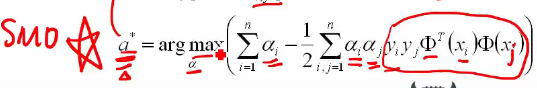 SMO ☆ a* = arg max_α ( ∑_{i=1}^{n} α_i − 1/2 ∑_{i,j=1}^{n} α_i α_j y_i y_j Φ^T(x_i)Φ(x_j) )